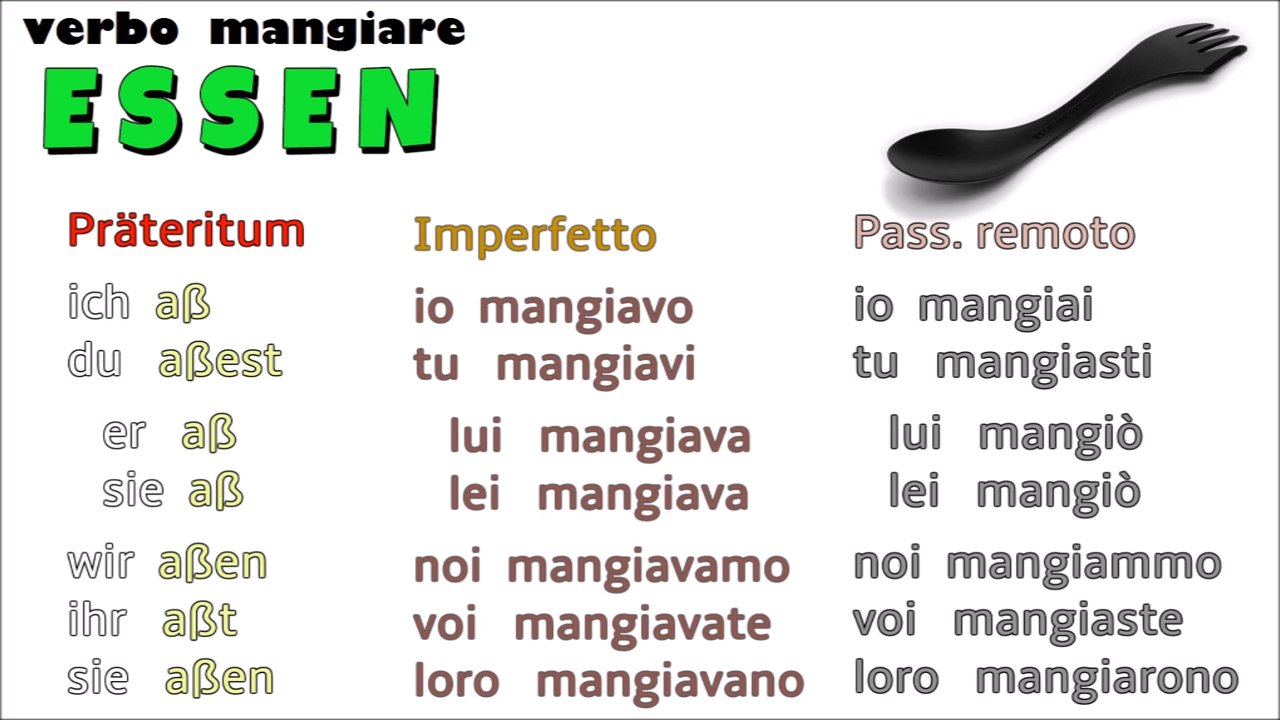 verbo mangiare
ESSEN
Präteritum
ich aß
du aßest
er aß
sie aß
wir aßen
ihr aßt
sie aßen
Imperfetto
io mangiavo
tu mangiavi
lui mangiava
lei mangiava
noi mangiavamo
voi mangiavate
loro mangiavano
Pass. remoto
io mangiai
tu mangiasti
lui mangiò
lei mangiò
noi mangiammo
voi mangiaste
loro mangiarono